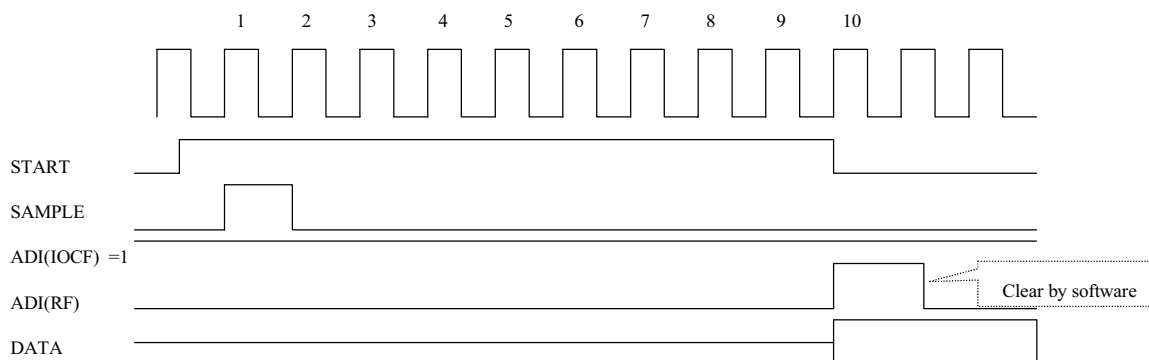 1 2 3 4 5 6 7 8 9 10
START
SAMPLE
ADI(IOCF) =1
ADI(RF)
Clear by software
DATA